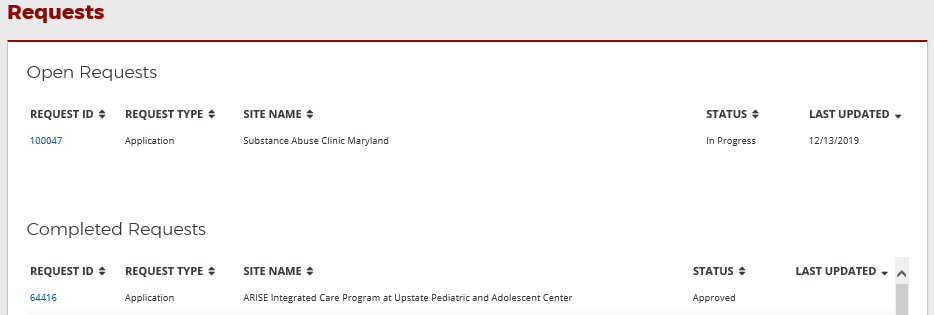 Requests
Open Requests
REQUEST ID REQUEST TYPE SITE NAME STATUS LAST UPDATED
100047 Application Substance Abuse Clinic Maryland In Progress 12/13/2019
Completed Requests
REQUEST ID REQUEST TYPE SITE NAME STATUS LAST UPDATED
64416 Application ARISE Integrated Care Program at Upstate Pediatric and Adolescent Center Approved